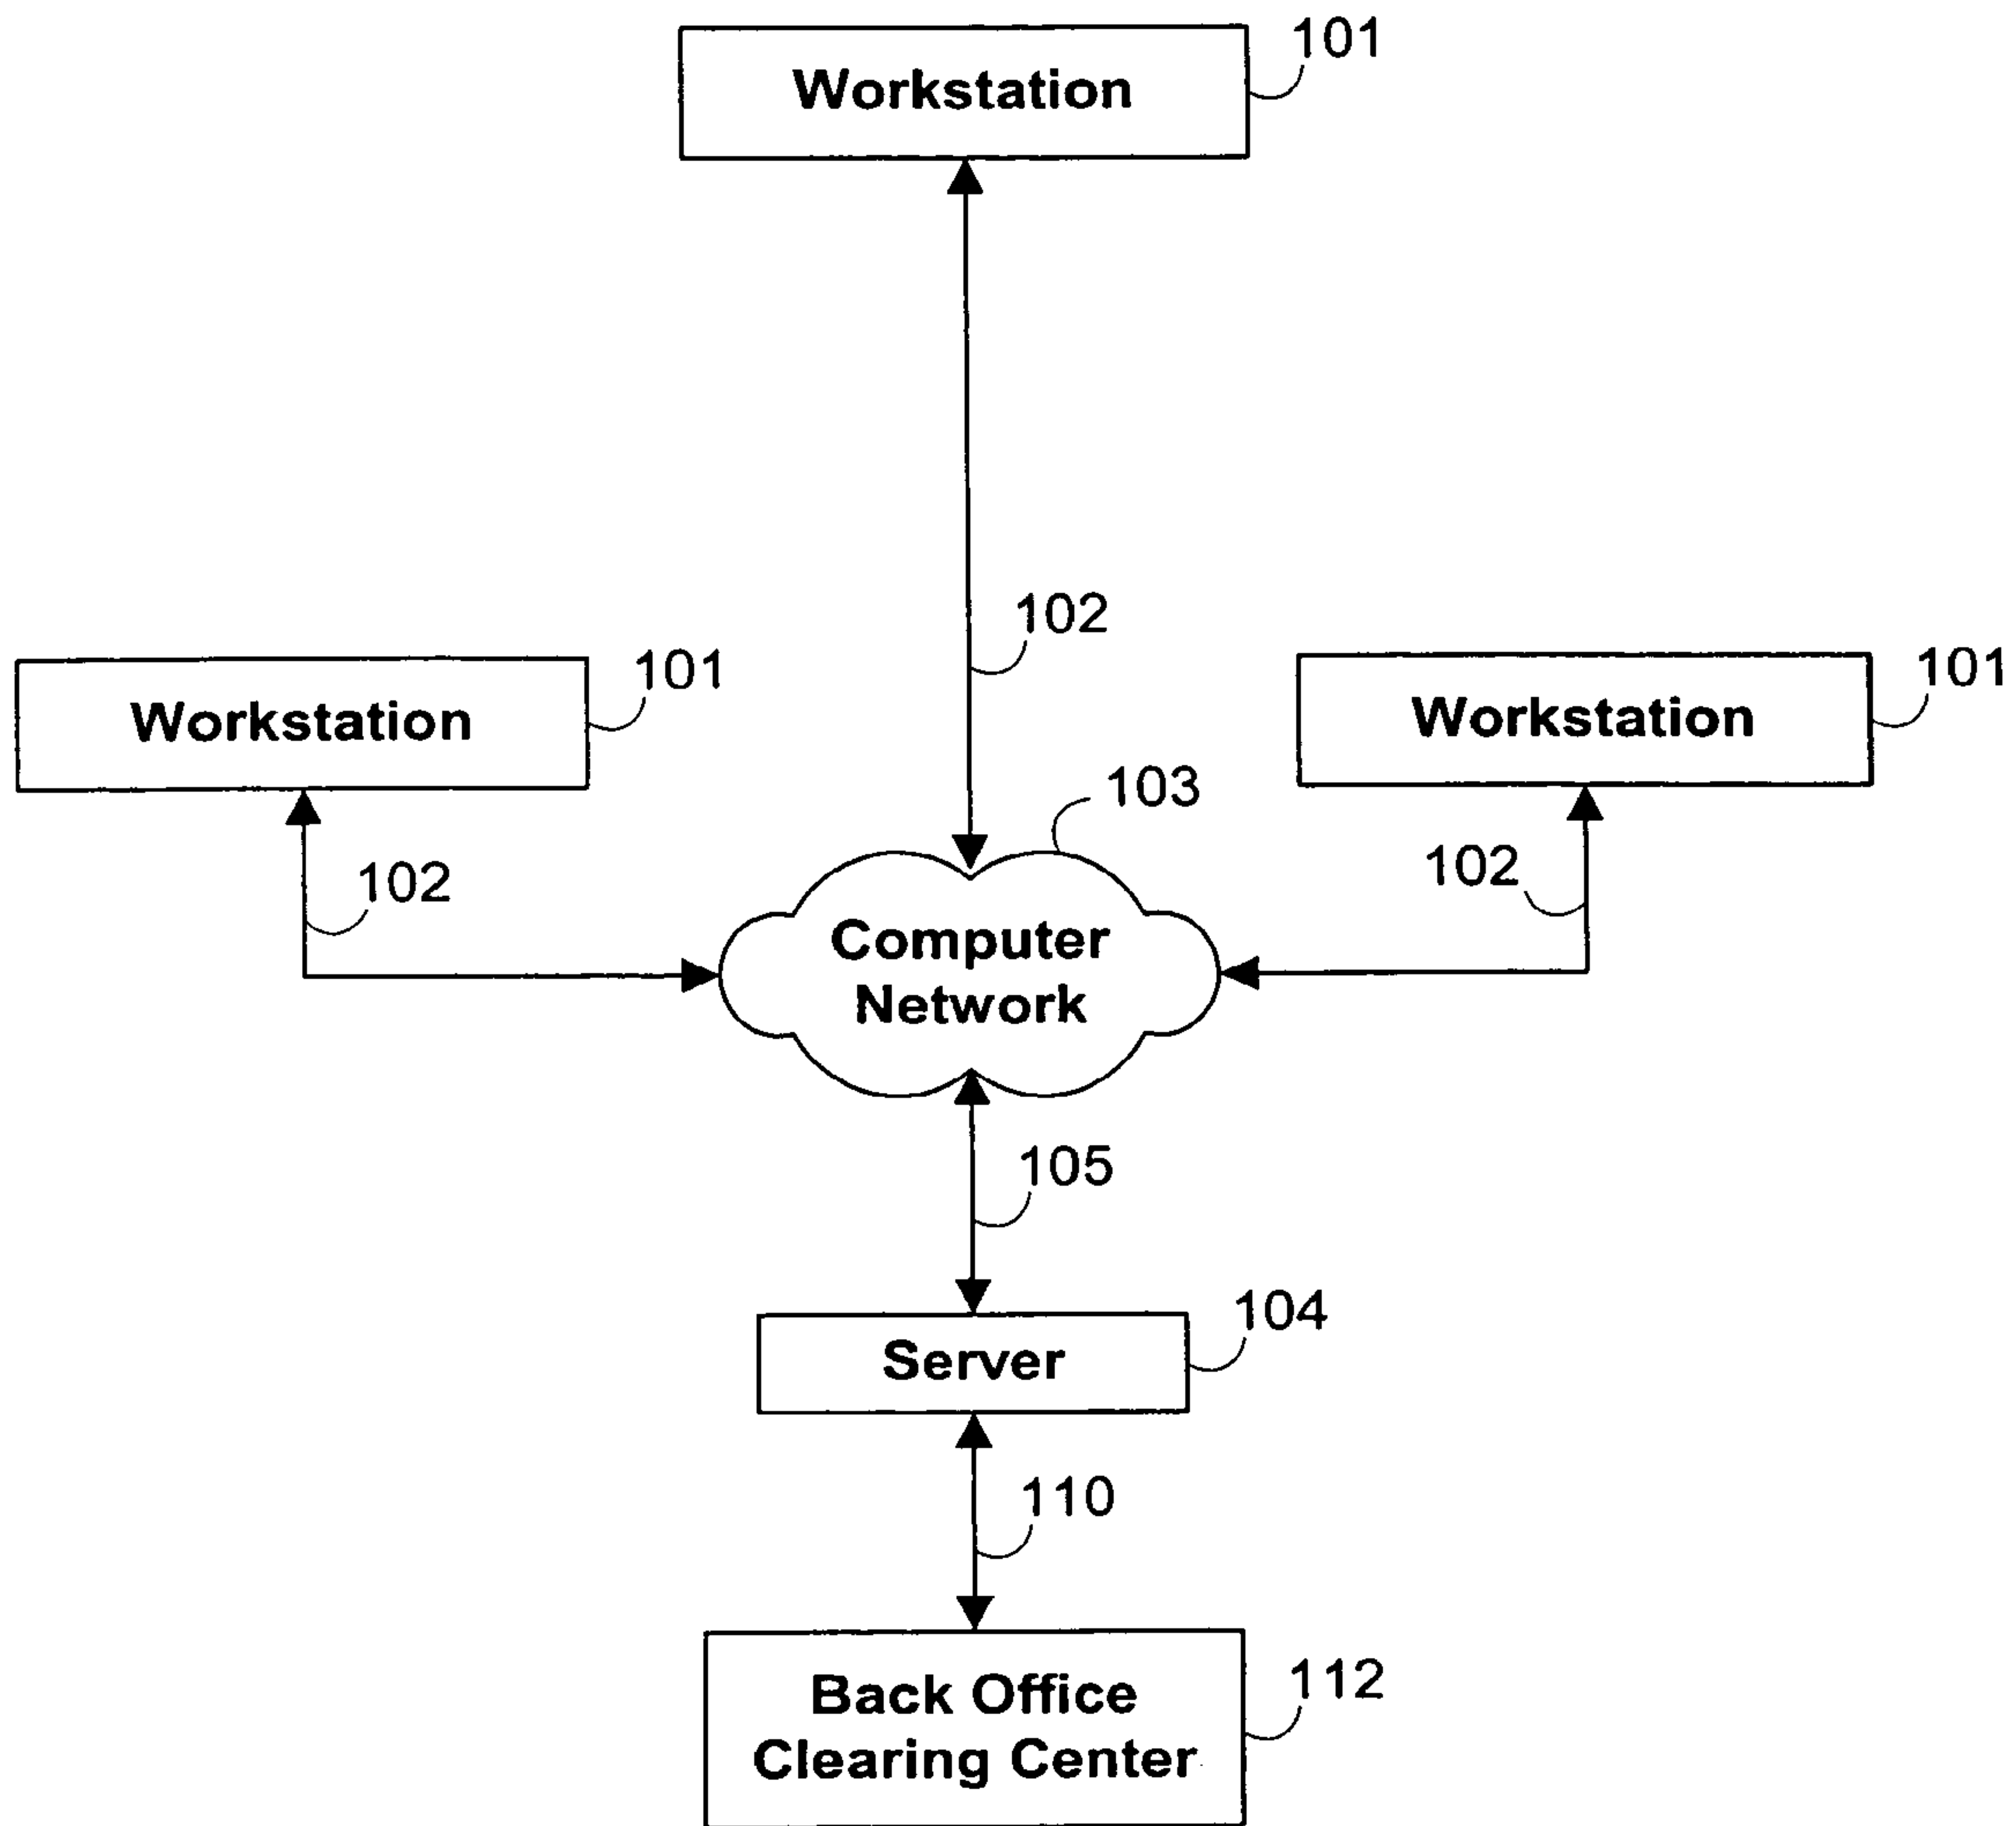 101
Workstation
102
101
Workstation
101
Workstation
103
102
102
Computer
Network
105
104
Server
110
112
Back Office
Clearing Center